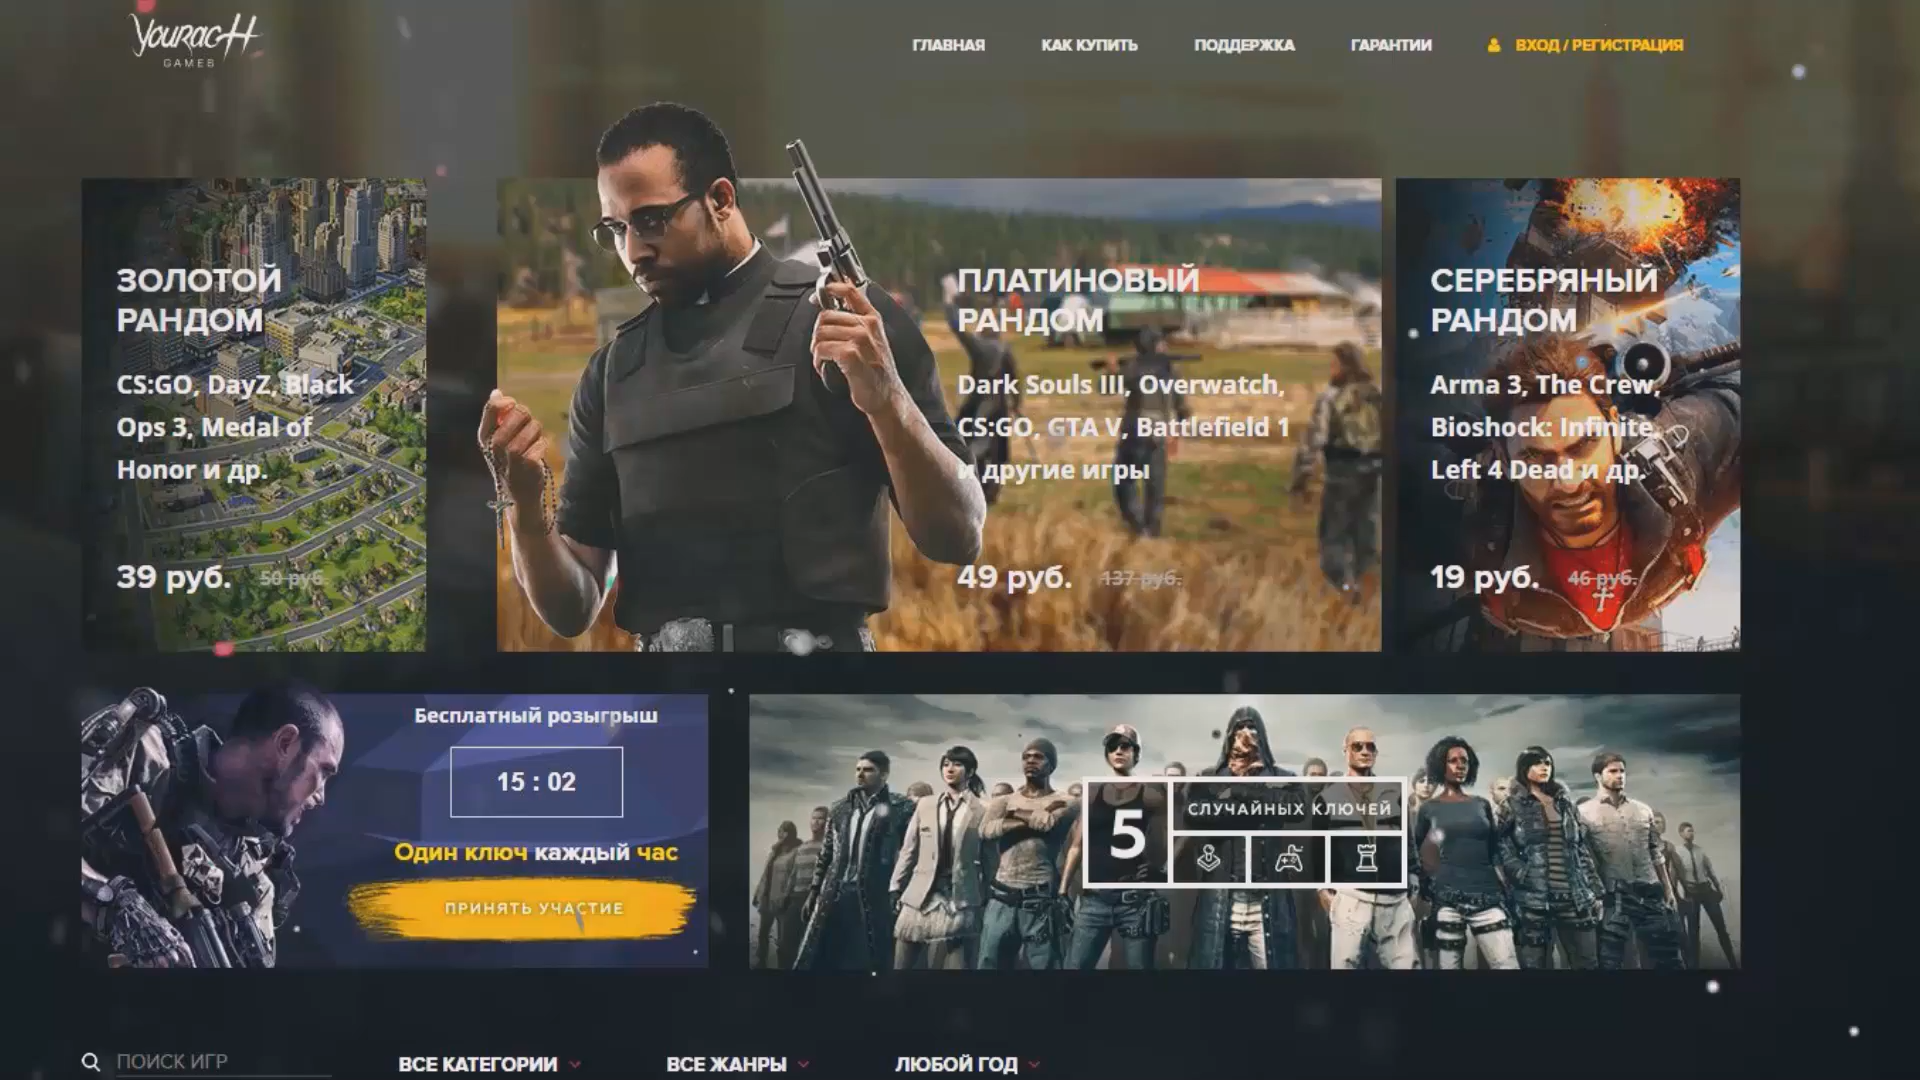 YOURACH
GAMES
ГЛАВНАЯ
КАК КУПИТЬ
ПОДДЕРЖКА
ГАРАНТИИ
ВХОД / РЕГИСТРАЦИЯ
ЗОЛОТОЙ
РАНДОМ
CS:GO, DayZ, Black
Ops 3, Medal of
Honor и др.
39 руб. 50 руб.
ПЛАТИНОВЫЙ
РАНДОМ
Dark Souls III, Overwatch,
CS:GO, GTA V, Battlefield 1
и другие игры
49 руб. 137 руб.
СЕРЕБРЯНЫЙ
РАНДОМ
Arma 3, The Crew,
Bioshock: Infinite,
Left 4 Dead и др.
19 руб. 46 руб.
Бесплатный розыгрыш
15 : 02
Один ключ каждый час
ПРИНЯТЬ УЧАСТИЕ
5
СЛУЧАЙНЫХ КЛЮЧЕЙ
ПОИСК ИГР
ВСЕ КАТЕГОРИИ
ВСЕ ЖАНРЫ
ЛЮБОЙ ГОД